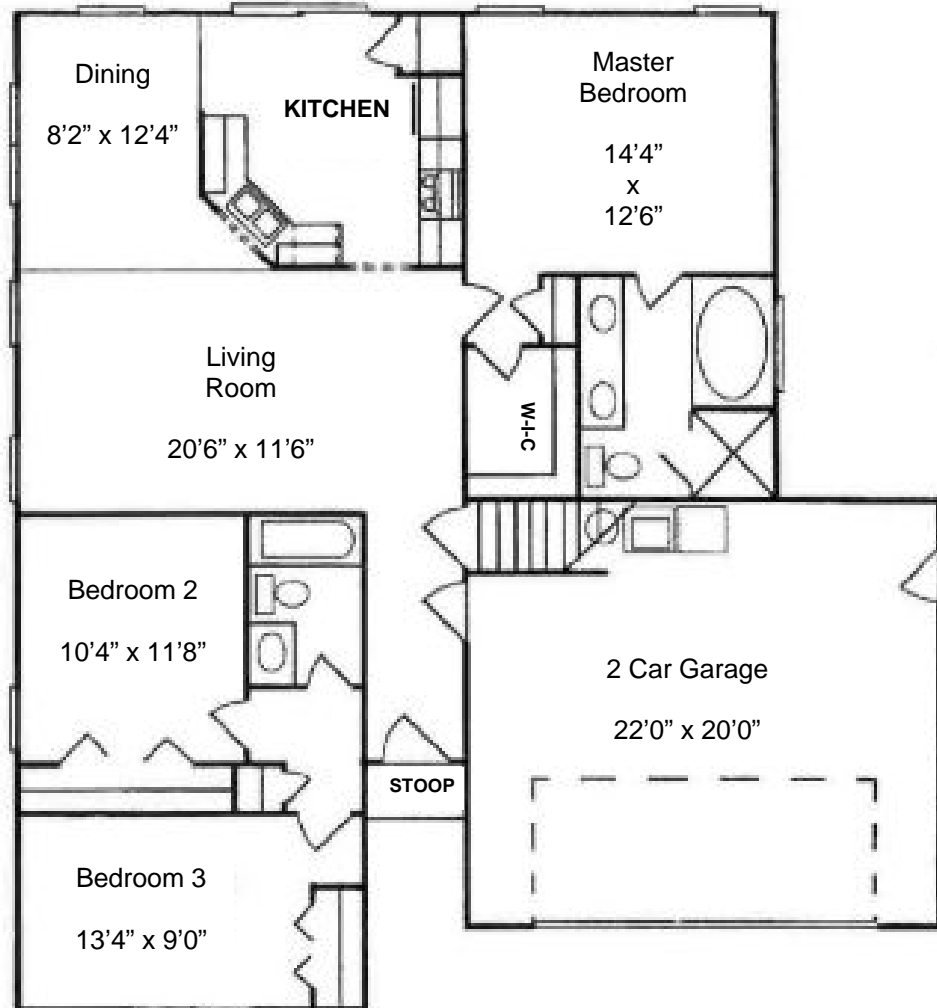 Dining
8’2” x 12’4”
KITCHEN
Master
Bedroom
14’4”
x
12’6”
Living
Room
20’6” x 11’6”
W-I-C
Bedroom 2
10’4” x 11’8”
2 Car Garage
22’0” x 20’0”
STOOP
Bedroom 3
13’4” x 9’0”